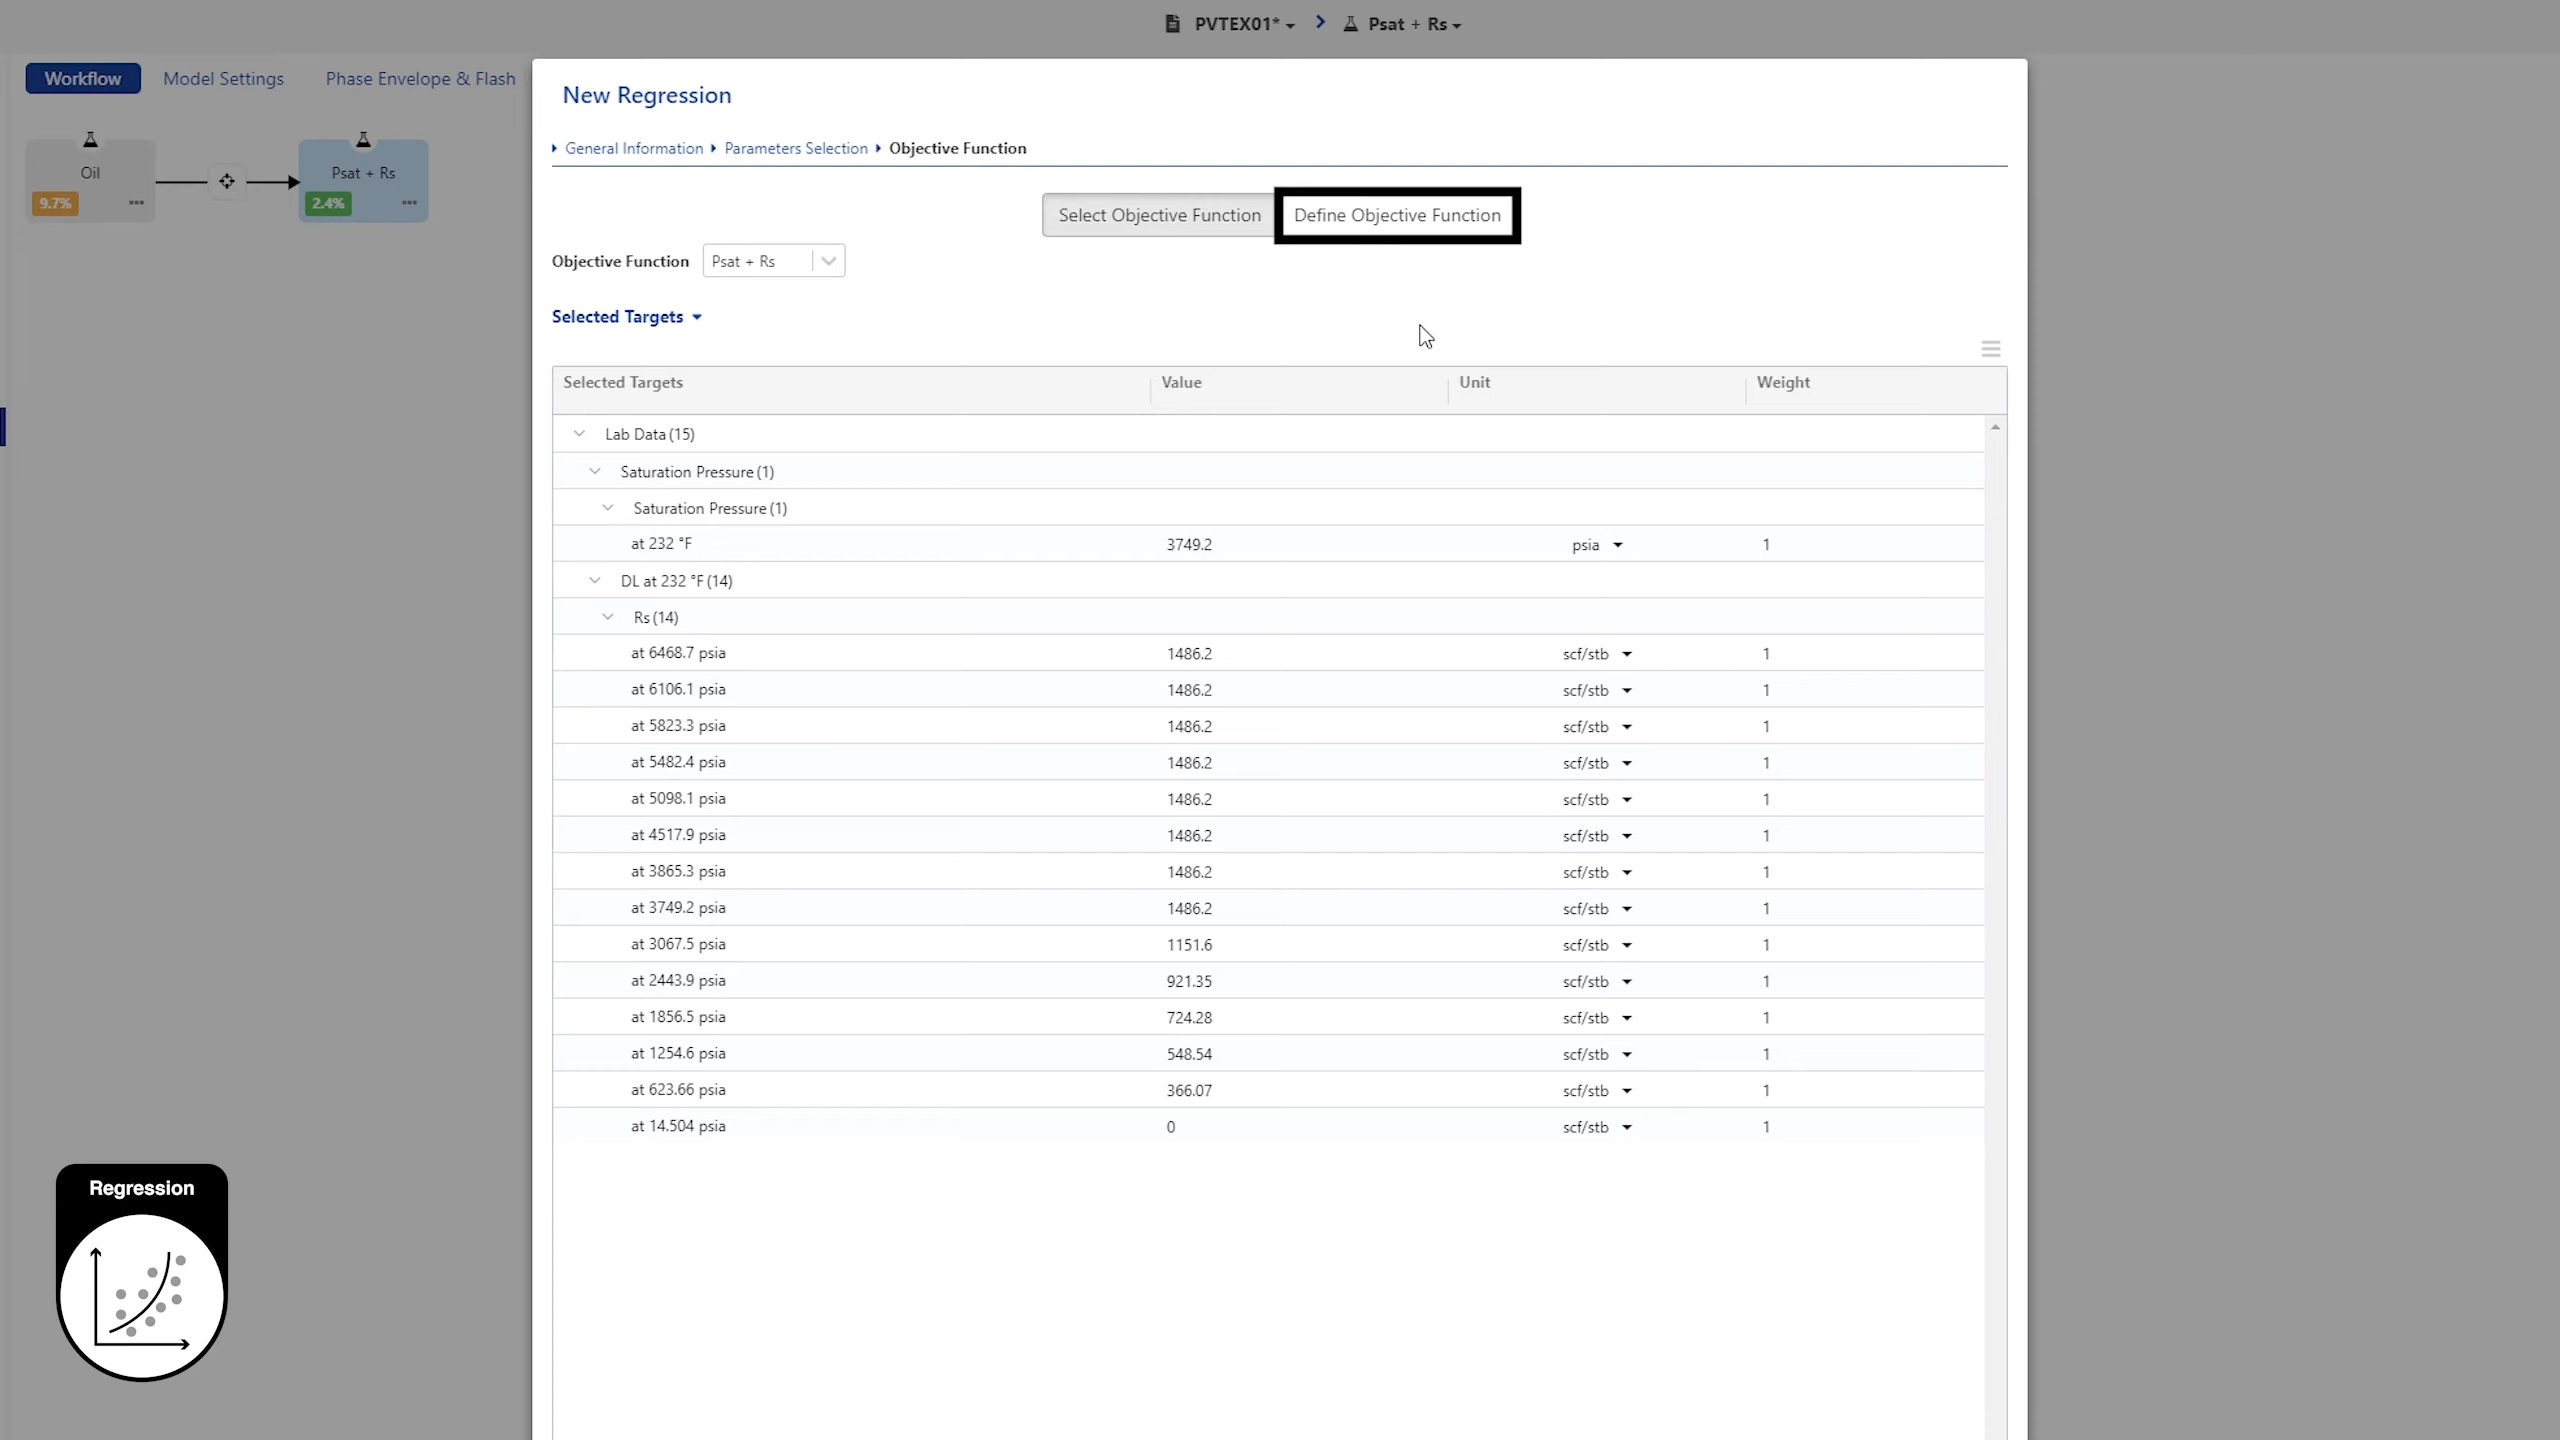 PVTEX01* Psat + Rs
Workflow Model Settings Phase Envelope & Flash
Oil
9.7%
Psat + Rs
2.4%
New Regression
General Information Parameters Selection Objective Function
Select Objective Function Define Objective Function
Objective Function Psat + Rs
Selected Targets
Selected Targets Value Unit Weight
Lab Data (15)
Saturation Pressure (1)
Saturation Pressure (1)
at 232 °F 3749.2 psia 1
DL at 232 °F (14)
Rs (14)
at 6468.7 psia 1486.2 scf/stb 1
at 6106.1 psia 1486.2 scf/stb 1
at 5823.3 psia 1486.2 scf/stb 1
at 5482.4 psia 1486.2 scf/stb 1
at 5098.1 psia 1486.2 scf/stb 1
at 4517.9 psia 1486.2 scf/stb 1
at 3865.3 psia 1486.2 scf/stb 1
at 3749.2 psia 1486.2 scf/stb 1
at 3067.5 psia 1151.6 scf/stb 1
at 2443.9 psia 921.35 scf/stb 1
at 1856.5 psia 724.28 scf/stb 1
at 1254.6 psia 548.54 scf/stb 1
at 623.66 psia 366.07 scf/stb 1
at 14.504 psia 0 scf/stb 1
Regression